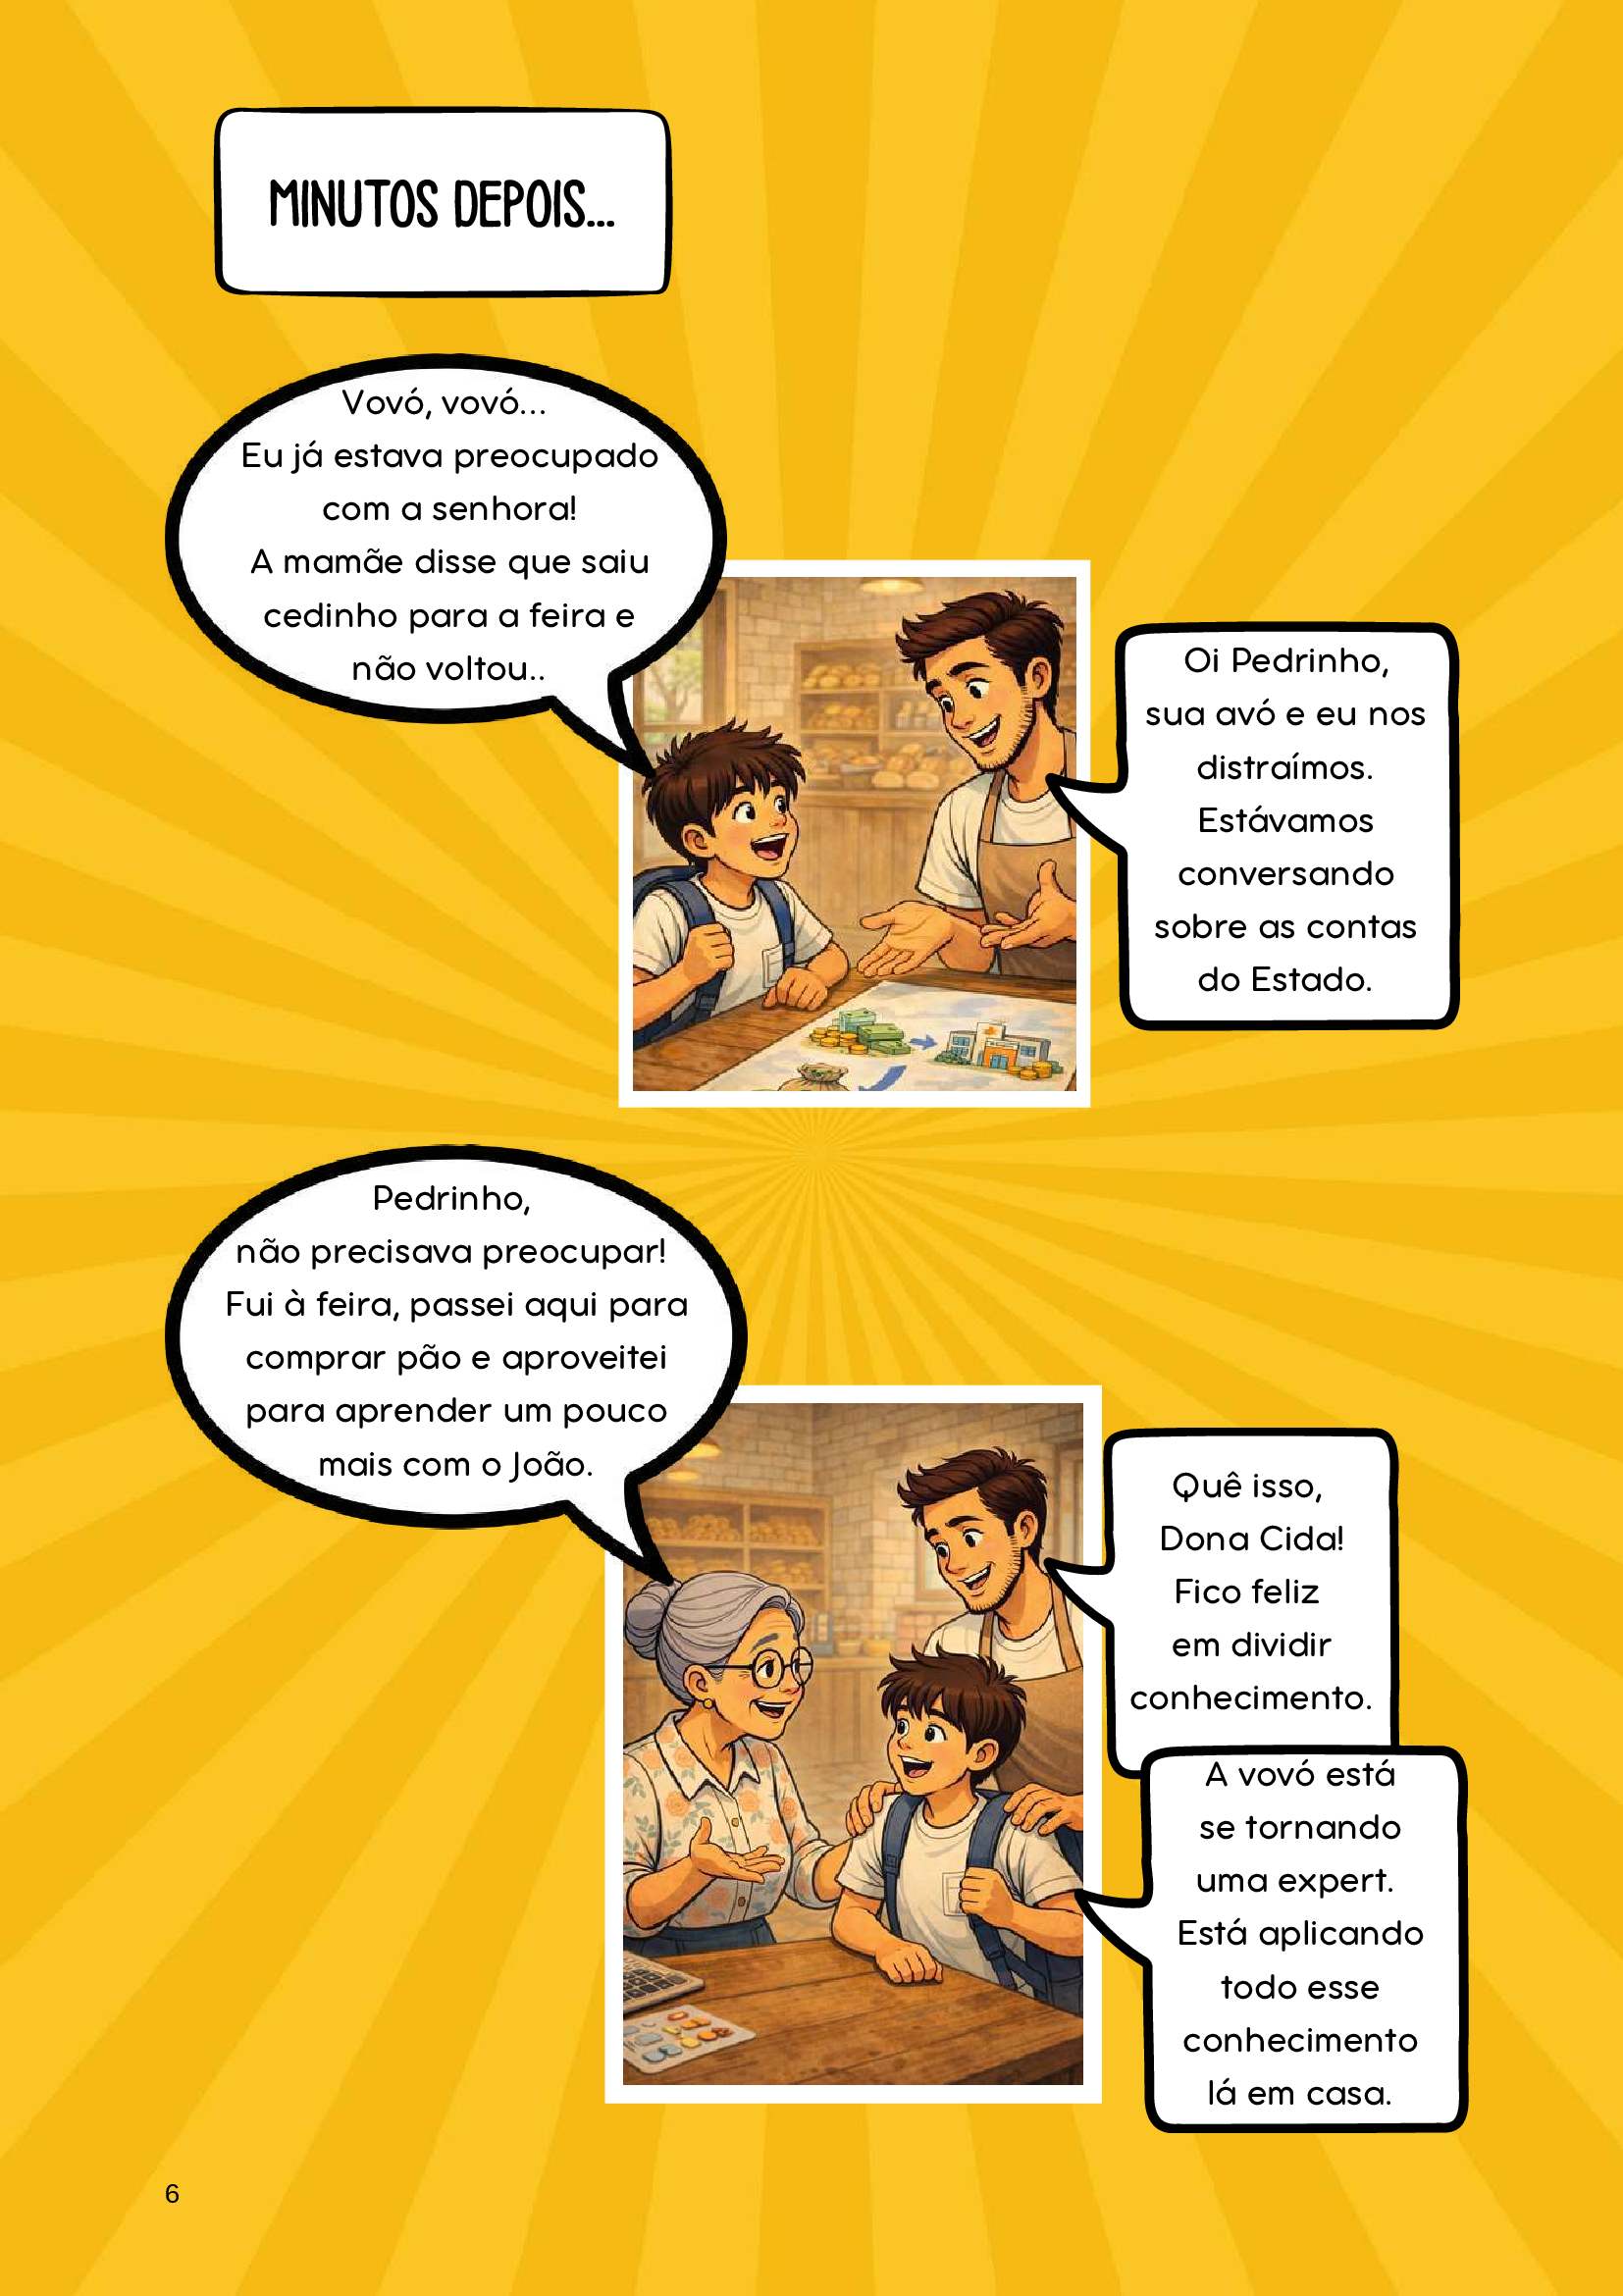 MINUTOS DEPOIS...
Vovó, vovó...
Eu já estava preocupado
com a senhora!
A mamãe disse que saiu
cedinho para a feira e
não voltou..
Oi Pedrinho,
sua avó e eu nos
distraímos.
Estávamos
conversando
sobre as contas
do Estado.
Pedrinho,
não precisava preocupar!
Fui à feira, passei aqui para
comprar pão e aproveitei
para aprender um pouco
mais com o João.
Quê isso,
Dona Cida!
Fico feliz
em dividir
conhecimento.
A vovó está
se tornando
uma expert.
Está aplicando
todo esse
conhecimento
lá em casa.
6